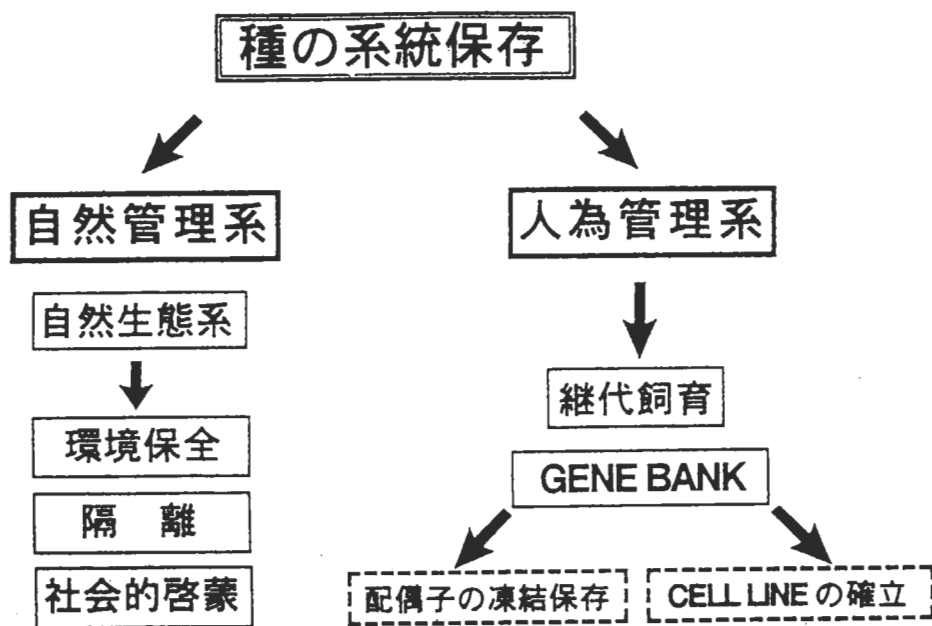 種の系統保存
自然管理系
人為管理系
自然生態系
環境保全
隔 離
社会的啓蒙
継代飼育
GENE BANK
配偶子の凍結保存
CELL LINE の確立